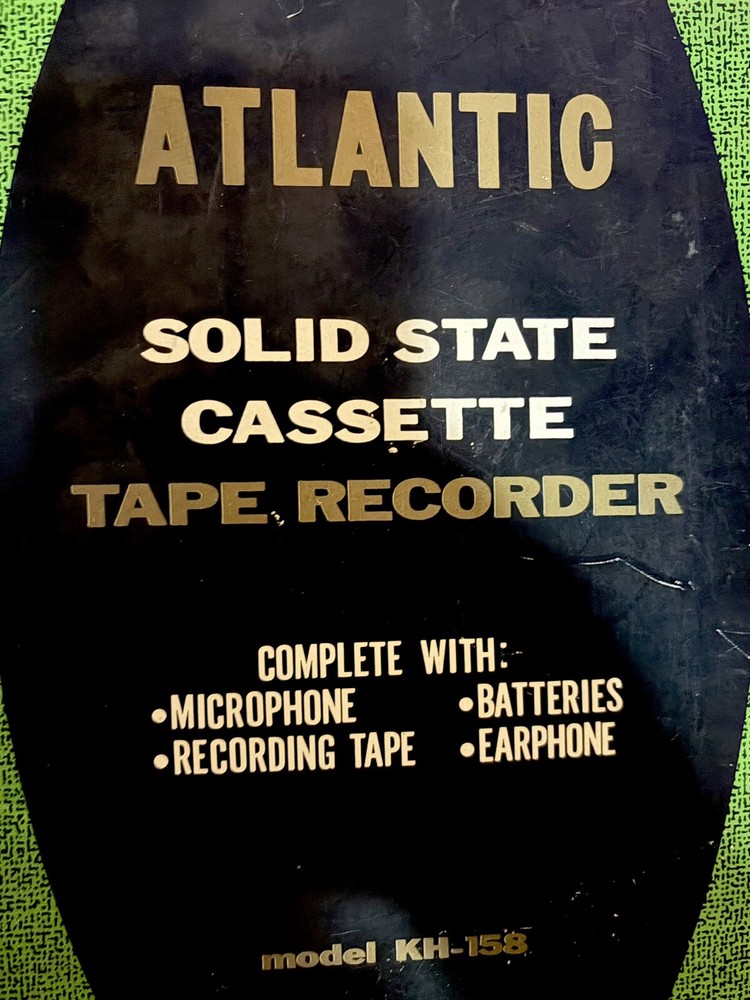 ATLANTIC
SOLID STATE
CASSETTE
TAPE RECORDER
COMPLETE WITH:
•MICROPHONE •BATTERIES
•RECORDING TAPE •EARPHONE
model KH-158